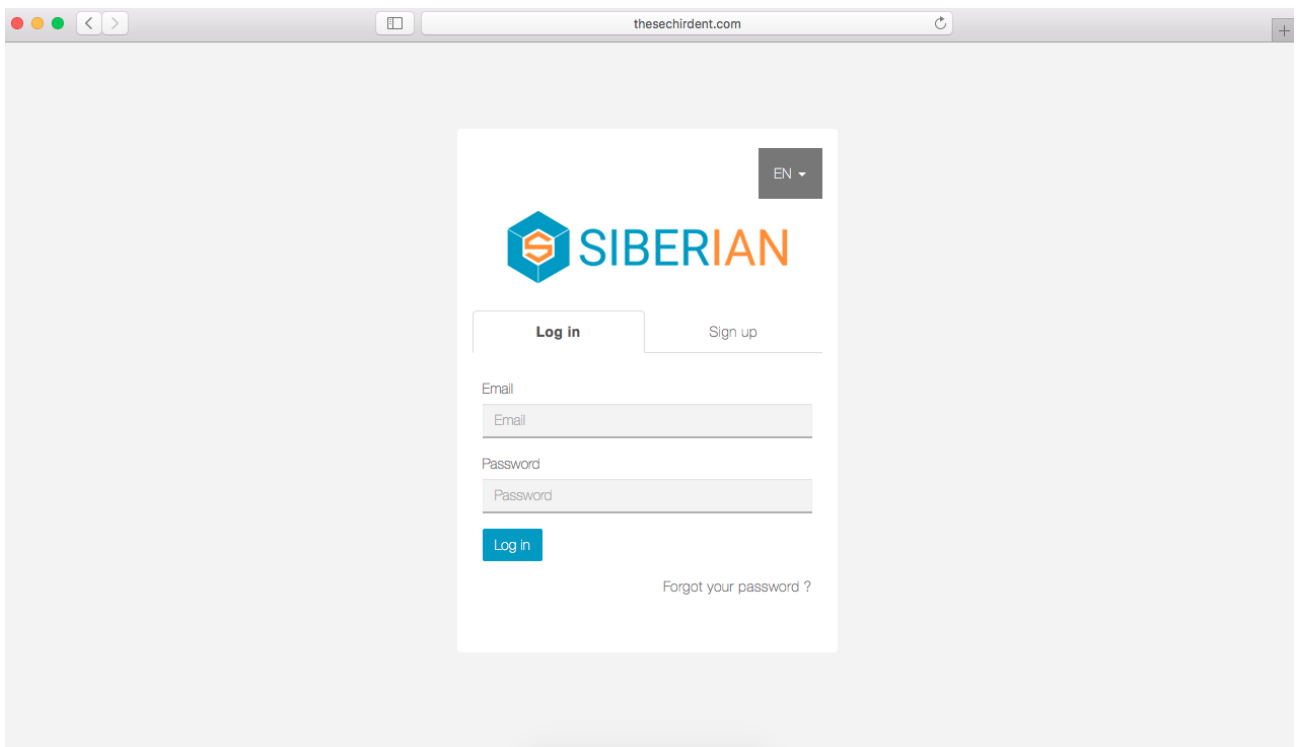 thesechirdent.com
EN
SIBERIAN
Log in Sign up
Email
Email
Password
Password
Log in
Forgot your password ?